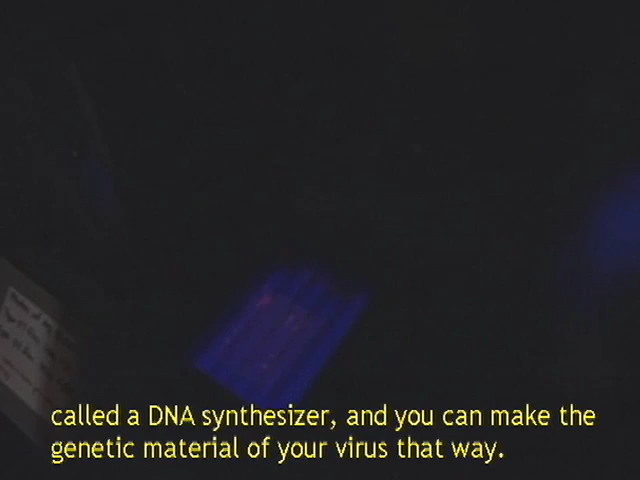 called a DNA synthesizer, and you can make the
genetic material of your virus that way.